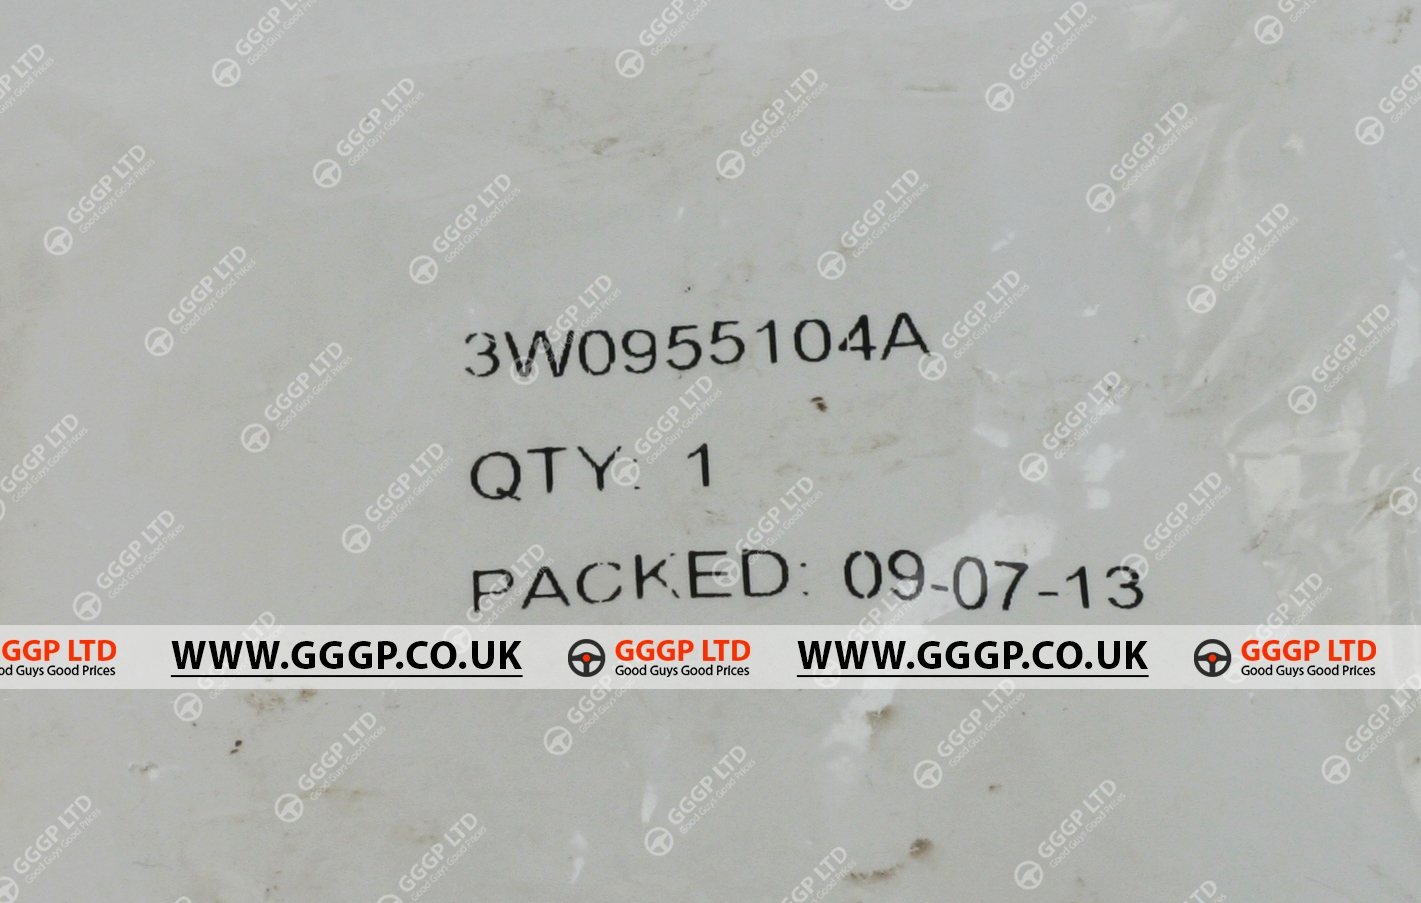 3W0955104A
QTY: 1
PACKED: 09-07-13
GGGP LTD WWW.GGGP.CO.UK GGGP LTD WWW.GGGP.CO.UK GGGP LTD
od Guys Good Prices Good Guys Good Prices Good Guys Good Prices